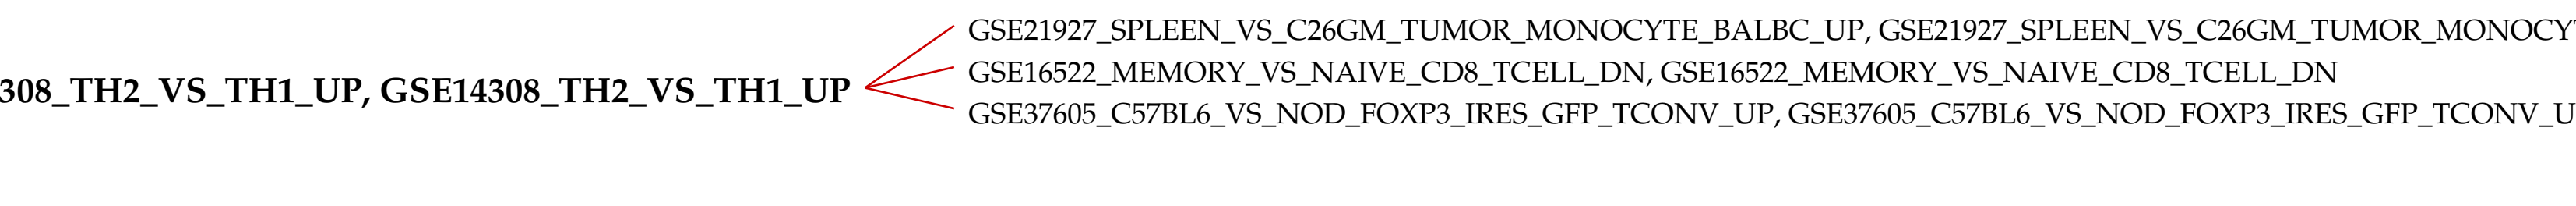 GSE21927_SPLEEN_VS_C26GM_TUMOR_MONOCYTE_BALBC_UP, GSE21927_SPLEEN_VS_C26GM_TUMOR_MONOCY
GSE16522_MEMORY_VS_NAIVE_CD8_TCELL_DN, GSE16522_MEMORY_VS_NAIVE_CD8_TCELL_DN
308_TH2_VS_TH1_UP, GSE14308_TH2_VS_TH1_UP
GSE37605_C57BL6_VS_NOD_FOXP3_IRES_GFP_TCONV_UP, GSE37605_C57BL6_VS_NOD_FOXP3_IRES_GFP_TCONV_U